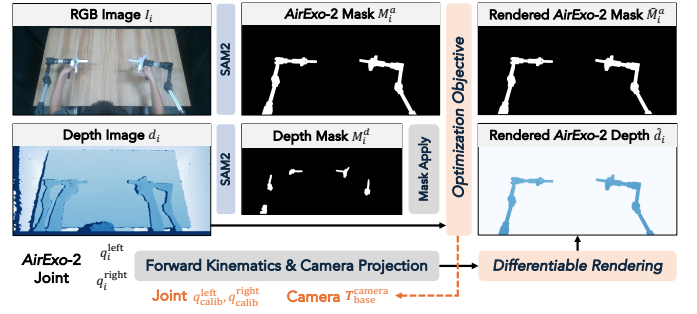 RGB Image I_i
SAM2
AirExo-2 Mask M_i^a
Optimization Objective
Rendered AirExo-2 Mask M̂_i^a
Depth Image d_i
SAM2
Depth Mask M_i^d
Mask Apply
Rendered AirExo-2 Depth d̂_i
AirExo-2
Joint
q_i^left
q_i^right
Forward Kinematics & Camera Projection
Differentiable Rendering
Joint q_calib^left, q_calib^right
Camera T_base^camera